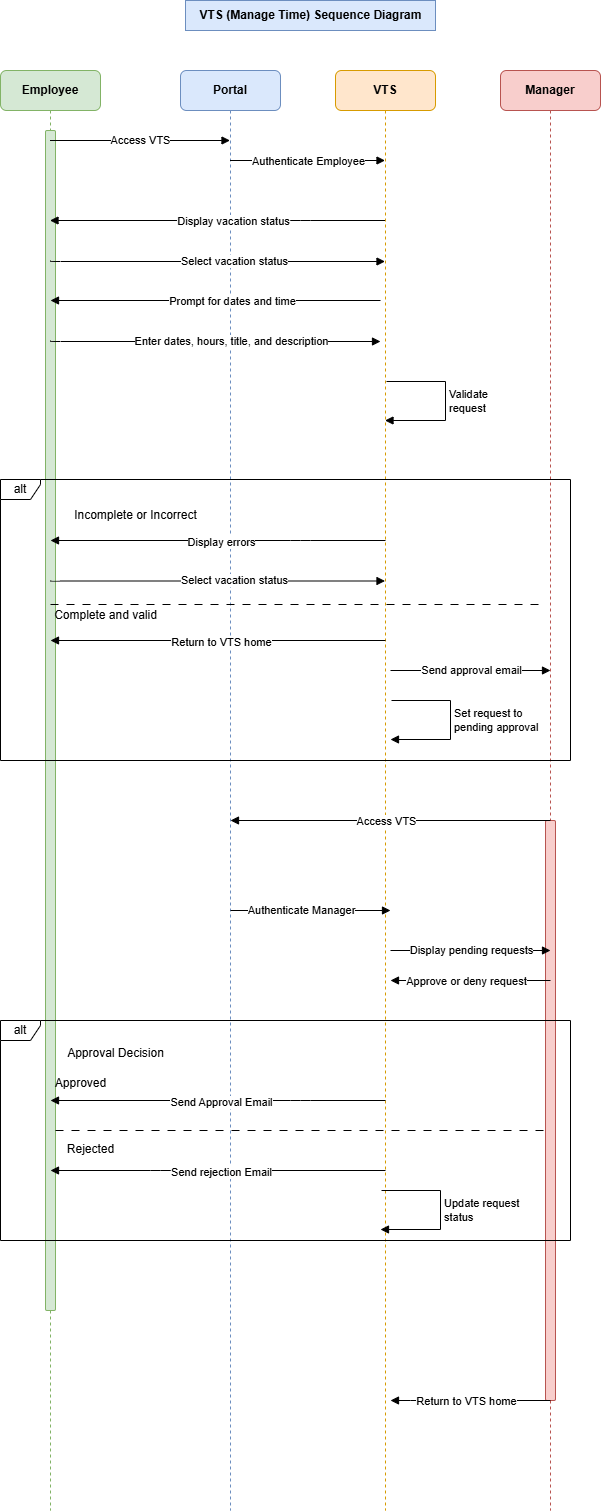 VTS (Manage Time) Sequence Diagram
Employee
Portal
VTS
Manager
Access VTS
Authenticate Employee
Display vacation status
Select vacation status
Prompt for dates and time
Enter dates, hours, title, and description
Validate
request
alt
Incomplete or Incorrect
Display errors
Select vacation status
Complete and valid
Return to VTS home
Send approval email
Set request to
pending approval
Access VTS
Authenticate Manager
Display pending requests
Approve or deny request
alt
Approval Decision
Approved
Send Approval Email
Rejected
Send rejection Email
Update request
status
Return to VTS home